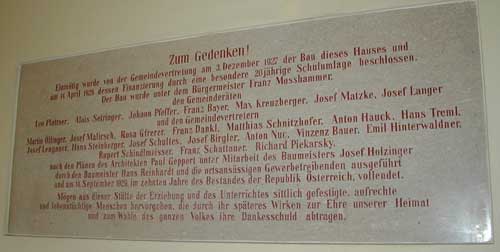 Zum Gedenken!
Einmütig wurde von der Gemeindevertretung am 2. Dezember 1927 der Bau dieses Hauses und
am 14. April 1928 dessen Finanzierung durch eine besondere 20jährige Schulumlage beschlossen.
Der Bau wurde unter dem Bürgermeister Franz Mosshammer,
den Gemeinderäten
Leo Plattner, Alois Seiringer, Johann Pfeffer, Franz Bayer, Max Kreuzberger, Josef Matzke, Josef Langer
und den Gemeindevertretern
Martin Öllinger, Josef Malirsch, Rosa Gfrerer, Franz Dankl, Matthias Schnitzhofer, Anton Hauck, Hans Treml,
Josef Hans Steinberger, Josef Schultes, Josef Birgler, Anton Nuc, Vinzenz Bauer, Emil Hinterwaldner,
Rupert Schindlmeisser, Franz Schattauer, Richard Piekarsky,
nach den Plänen des Architekten Paul Geppert unter Mitarbeit des Baumeisters Josef Holzinger
durch den Baumeister Hans Reinhardt und die ortsansässigen Gewerbetreibenden ausgeführt
und am 14. September 1929, im zehnten Jahre des Bestandes der Republik Österreich, vollendet.
Mögen aus dieser Stätte der Erziehung und des Unterrichtes sittlich gefestigte, aufrechte
und lebenstüchtige Menschen hervorgehen, die durch ihr späteres Wirken zur Ehre unserer Heimat
und zum Wohle des ganzen Volkes ihre Dankesschuld abtragen.